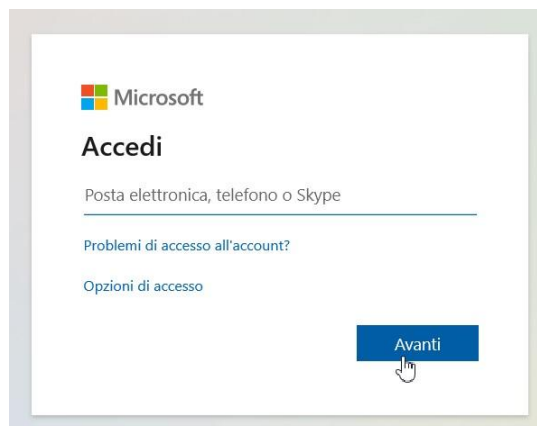 Microsoft
Accedi
Posta elettronica, telefono o Skype
Problemi di accesso all'account?
Opzioni di accesso
Avanti